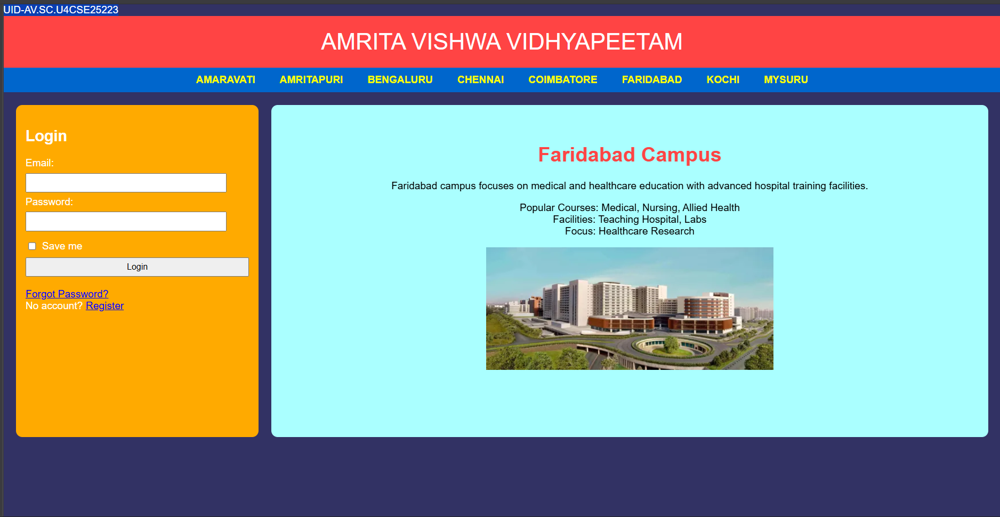 UID-AV.SC.U4CSE25223
AMRITA VISHWA VIDHYAPEETAM
AMARAVATI AMRITAPURI BENGALURU CHENNAI COIMBATORE FARIDABAD KOCHI MYSURU
Login
Email:
Password:
Save me
Login
Forgot Password?
No account? Register
Faridabad Campus
Faridabad campus focuses on medical and healthcare education with advanced hospital training facilities.
Popular Courses: Medical, Nursing, Allied Health
Facilities: Teaching Hospital, Labs
Focus: Healthcare Research